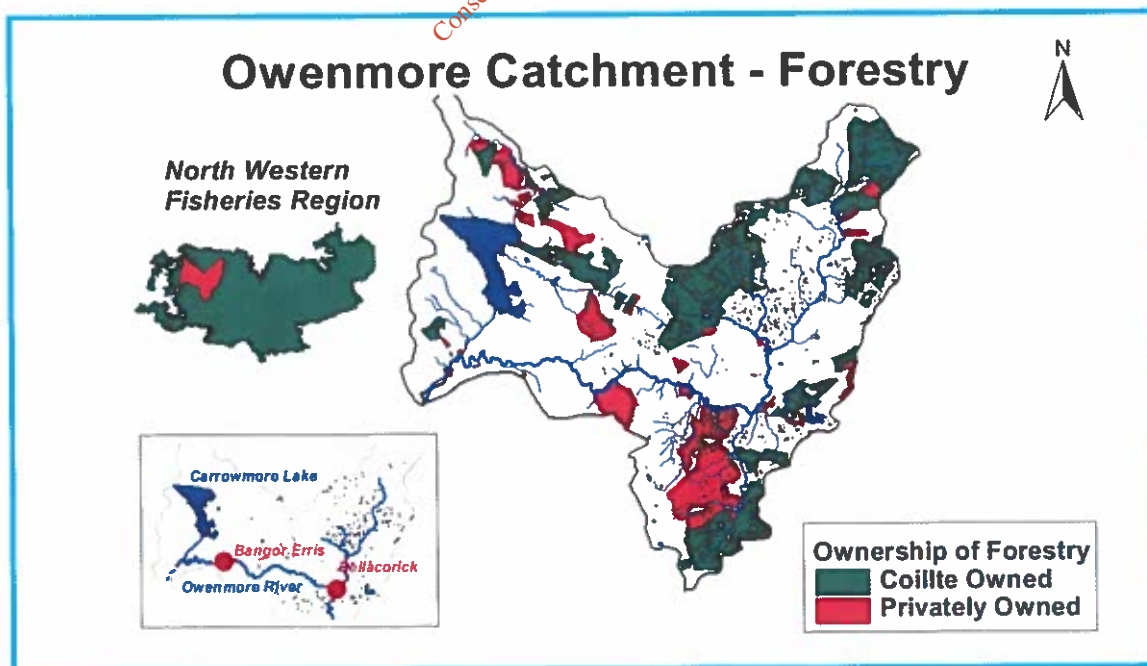 Conse
Owenmore Catchment - Forestry
N
North Western
Fisheries Region
Carrowmore Lake
Bangor Erris
Bellacorick
Owenmore River
Ownership of Forestry
Coillte Owned
Privately Owned